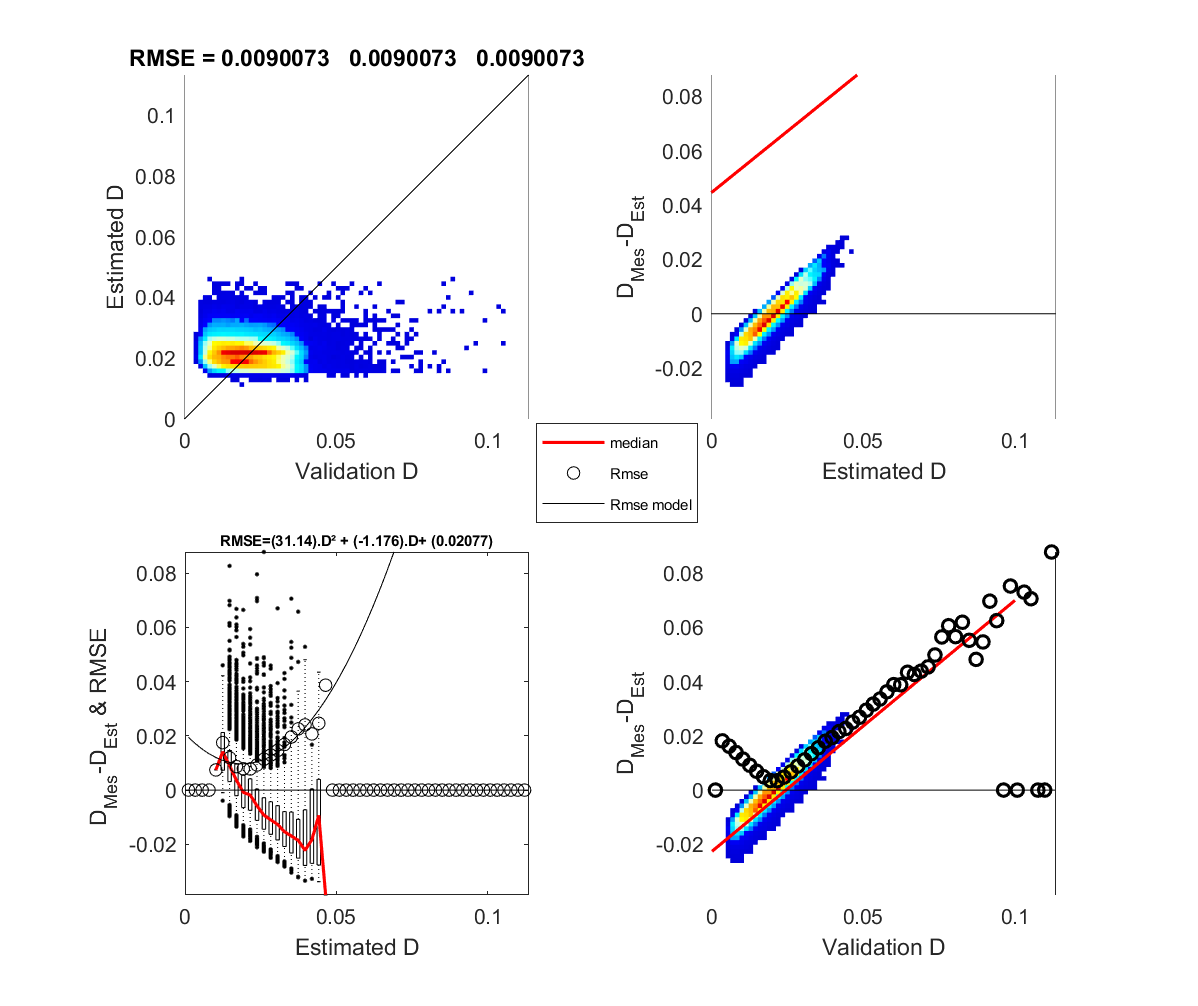 RMSE = 0.0090073 0.0090073 0.0090073
0.1
0.08
0.06
0.04
0.02
0
Estimated D
0 0.05 0.1
Validation D
0.08
0.06
0.04
0.02
0
-0.02
D_Mes-D_Est
0 0.05 0.1
Estimated D
median
Rmse
Rmse model
RMSE=(31.14).D² + (-1.176).D+ (0.02077)
0.08
0.06
0.04
0.02
0
-0.02
D_Mes-D_Est & RMSE
0 0.05 0.1
Estimated D
0.08
0.06
0.04
0.02
0
-0.02
D_Mes-D_Est
0 0.05 0.1
Validation D